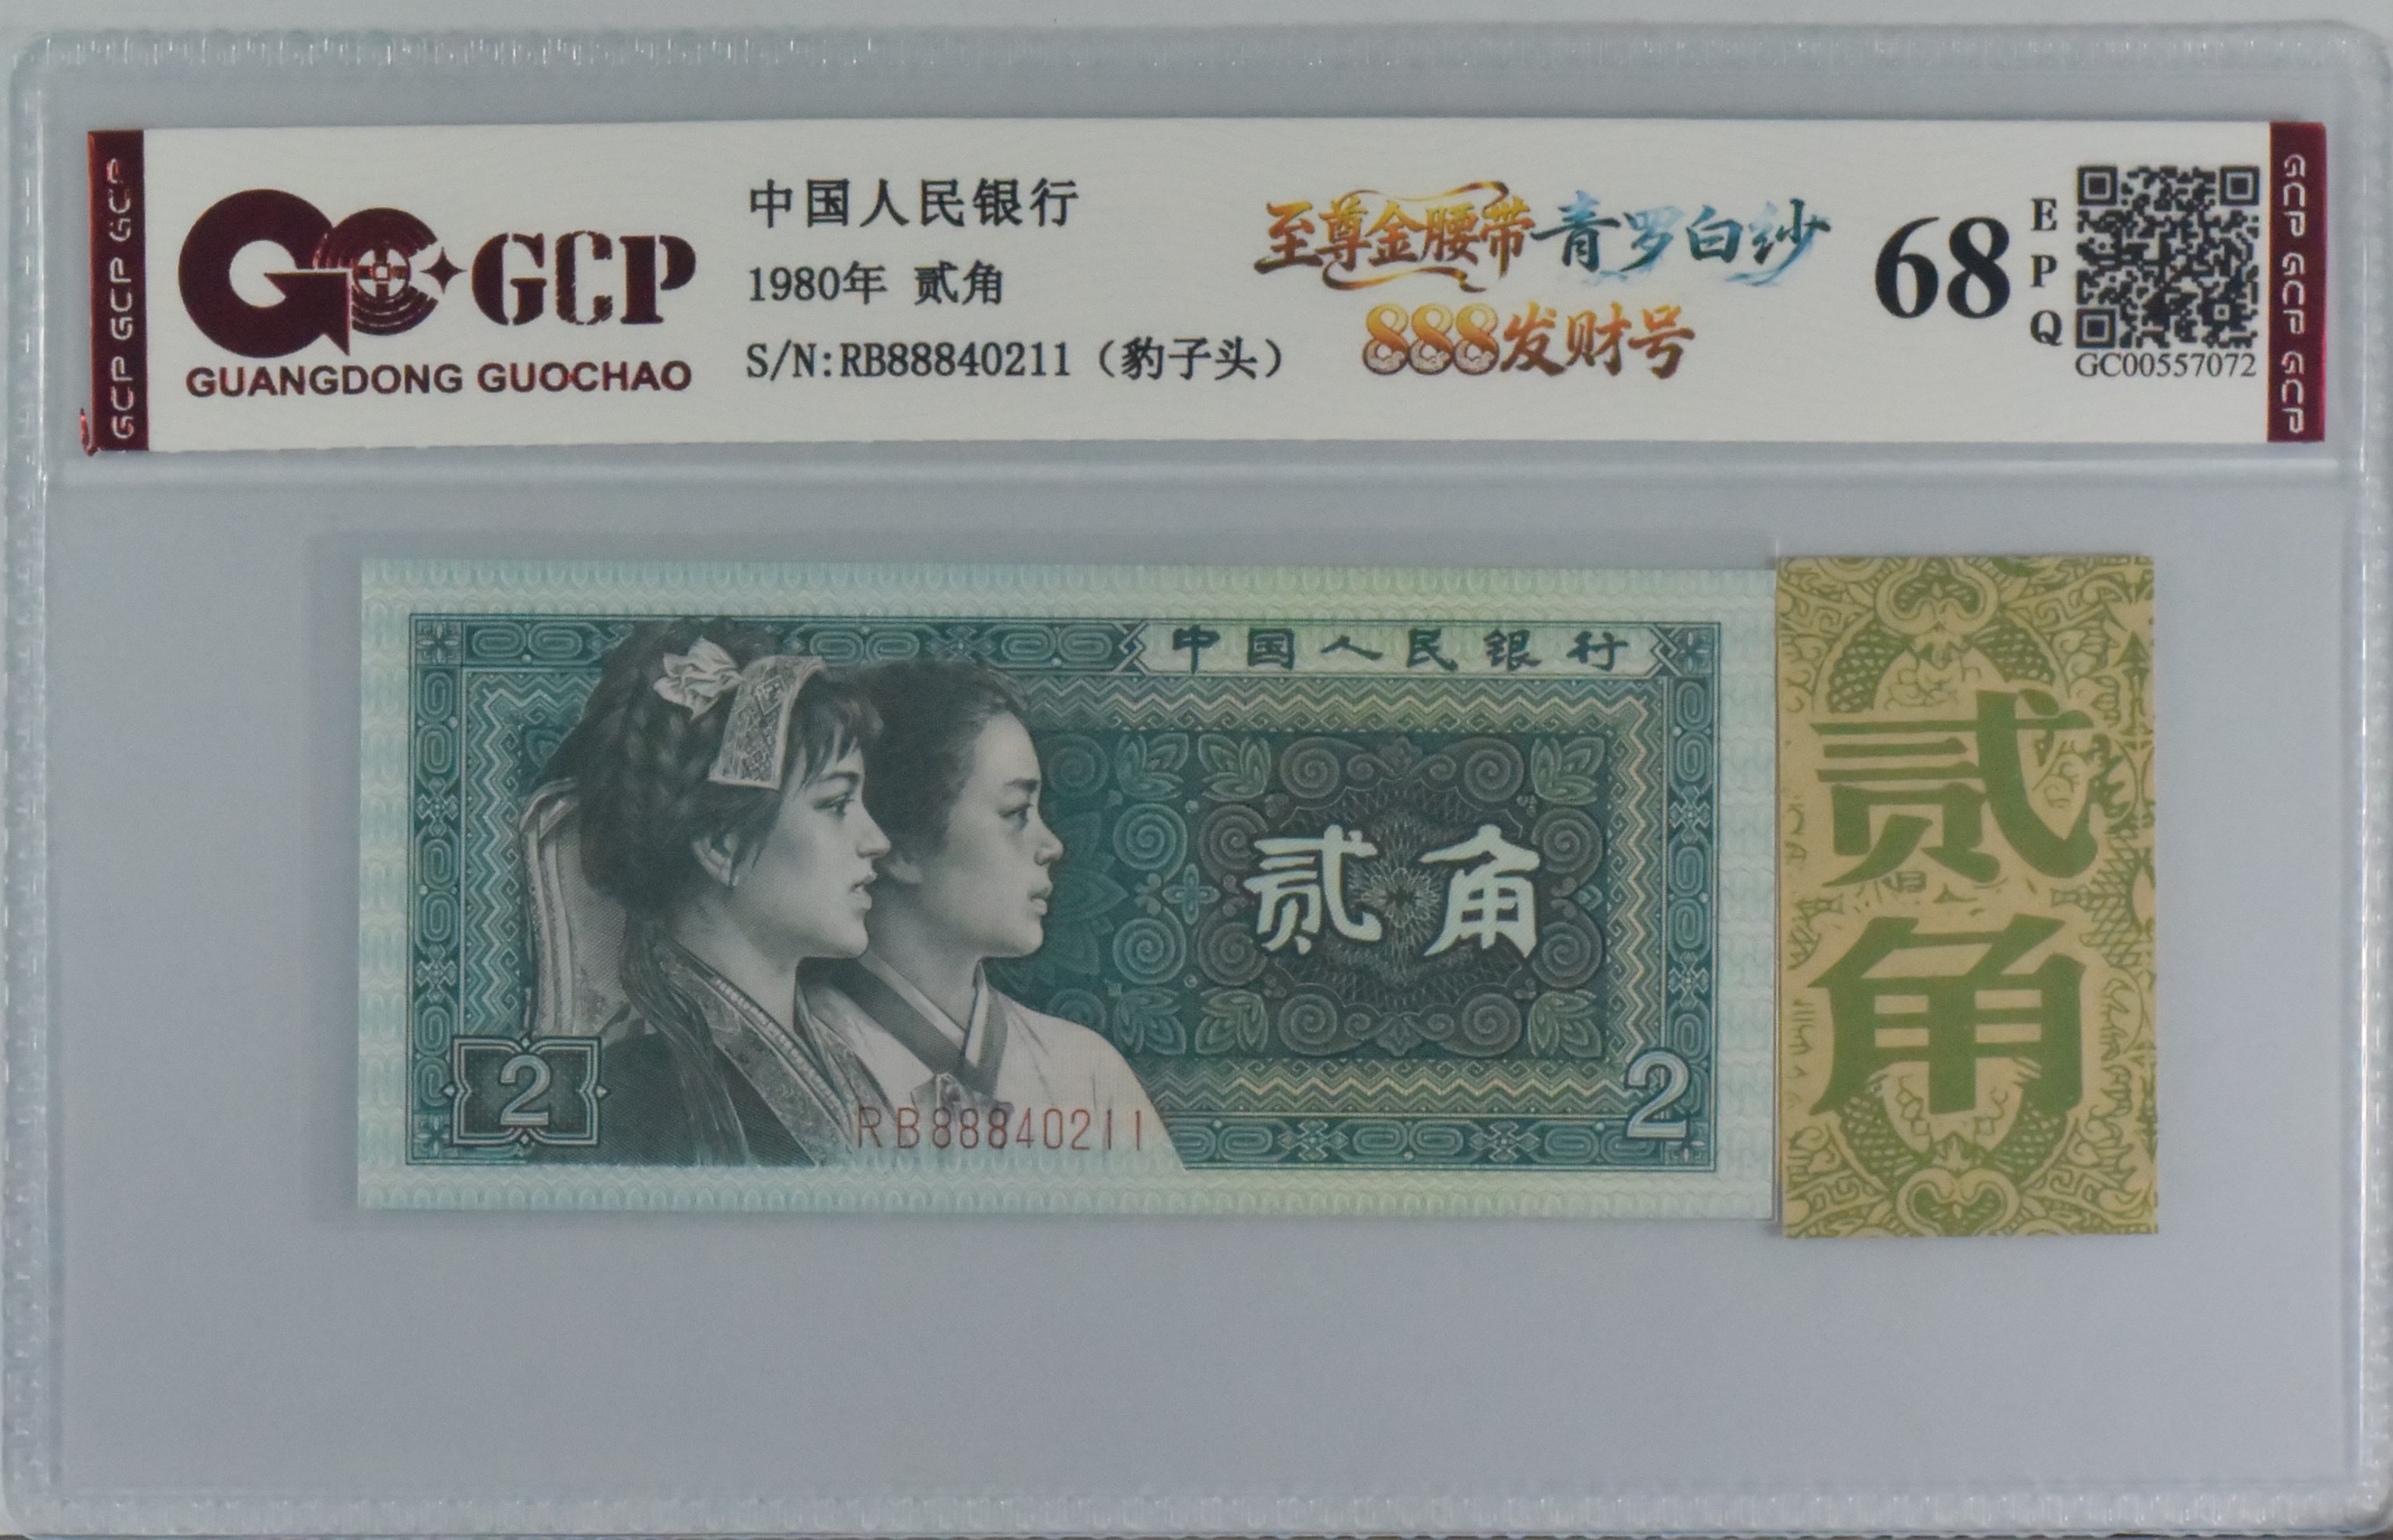 GCP GCP GCP
GCP
GUANGDONG GUOCHAO
中国人民银行
1980年 贰角
S/N:RB88840211（豹子头）
至尊金腰带青罗白纱
888发财号
68
E
P
Q
GC00557072
GCP GCP GCP
中国人民银行
贰角
2
RB88840211
2
贰
角